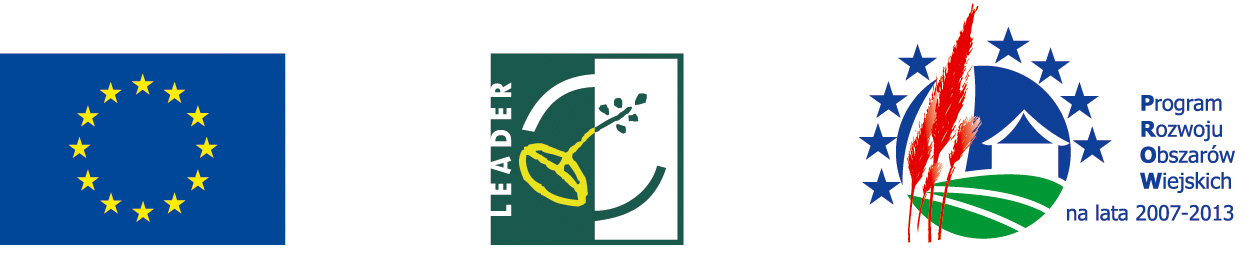 LEADER
Program
Rozwoju
Obszarów
Wiejskich
na lata 2007-2013